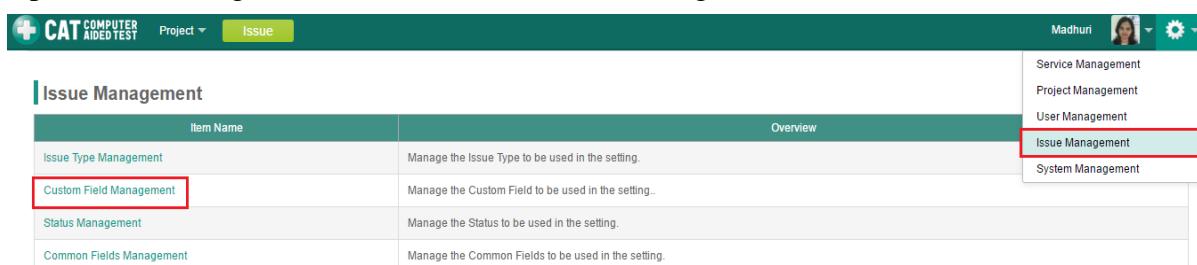 CAT COMPUTER AIDED TEST Project Issue Madhuri
Service Management
Project Management
User Management
Issue Management
System Management
Issue Management
Item Name Overview
Issue Type Management Manage the Issue Type to be used in the setting.
Custom Field Management Manage the Custom Field to be used in the setting..
Status Management Manage the Status to be used in the setting.
Common Fields Management Manage the Common Fields to be used in the setting.